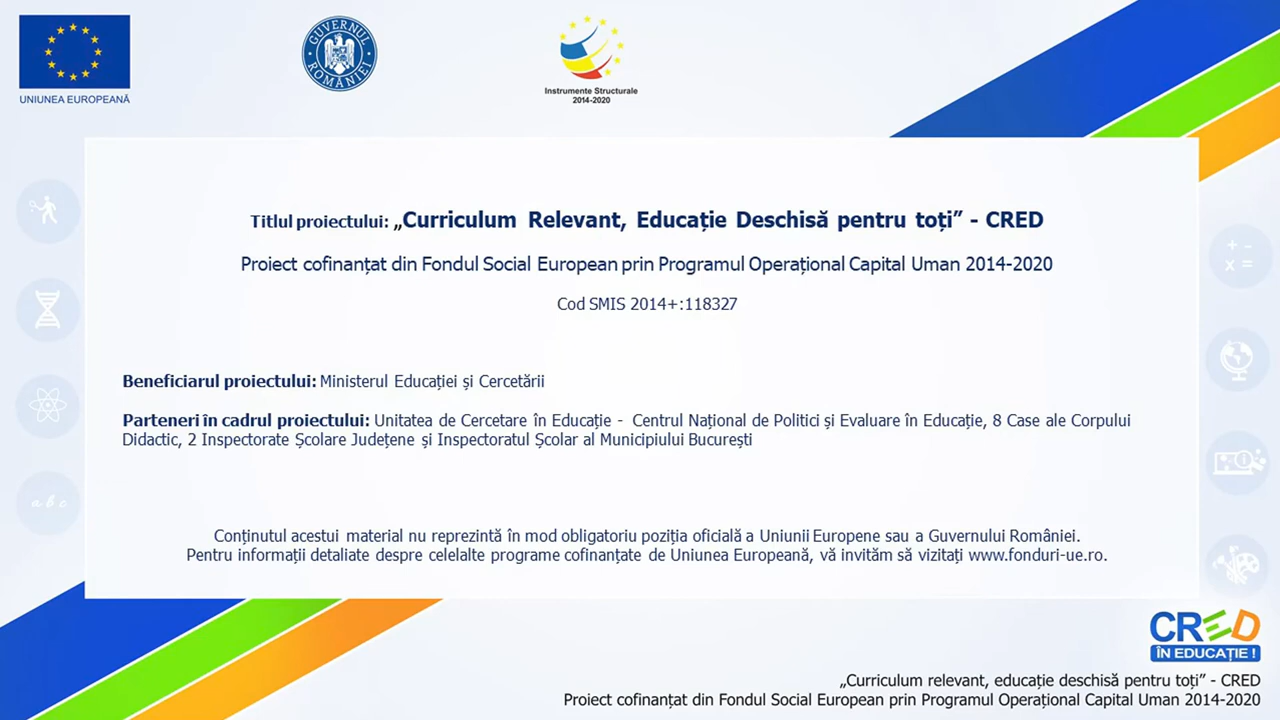 UNIUNEA EUROPEANĂ
GUVERNUL ROMÂNIEI
Instrumente Structurale
2014-2020
Titlul proiectului: „Curriculum Relevant, Educație Deschisă pentru toți” - CRED
Proiect cofinanțat din Fondul Social European prin Programul Operațional Capital Uman 2014-2020
Cod SMIS 2014+:118327
Beneficiarul proiectului: Ministerul Educației și Cercetării
Parteneri în cadrul proiectului: Unitatea de Cercetare în Educație - Centrul Național de Politici și Evaluare în Educație, 8 Case ale Corpului
Didactic, 2 Inspectorate Școlare Județene și Inspectoratul Școlar al Municipiului București
a b c
Conținutul acestui material nu reprezintă în mod obligatoriu poziția oficială a Uniunii Europene sau a Guvernului României.
Pentru informații detaliate despre celelalte programe cofinanțate de Uniunea Europeană, vă invităm să vizitați www.fonduri-ue.ro.
CRED
ÎN EDUCAȚIE !
„Curriculum relevant, educație deschisă pentru toți” - CRED
Proiect cofinanțat din Fondul Social European prin Programul Operațional Capital Uman 2014-2020